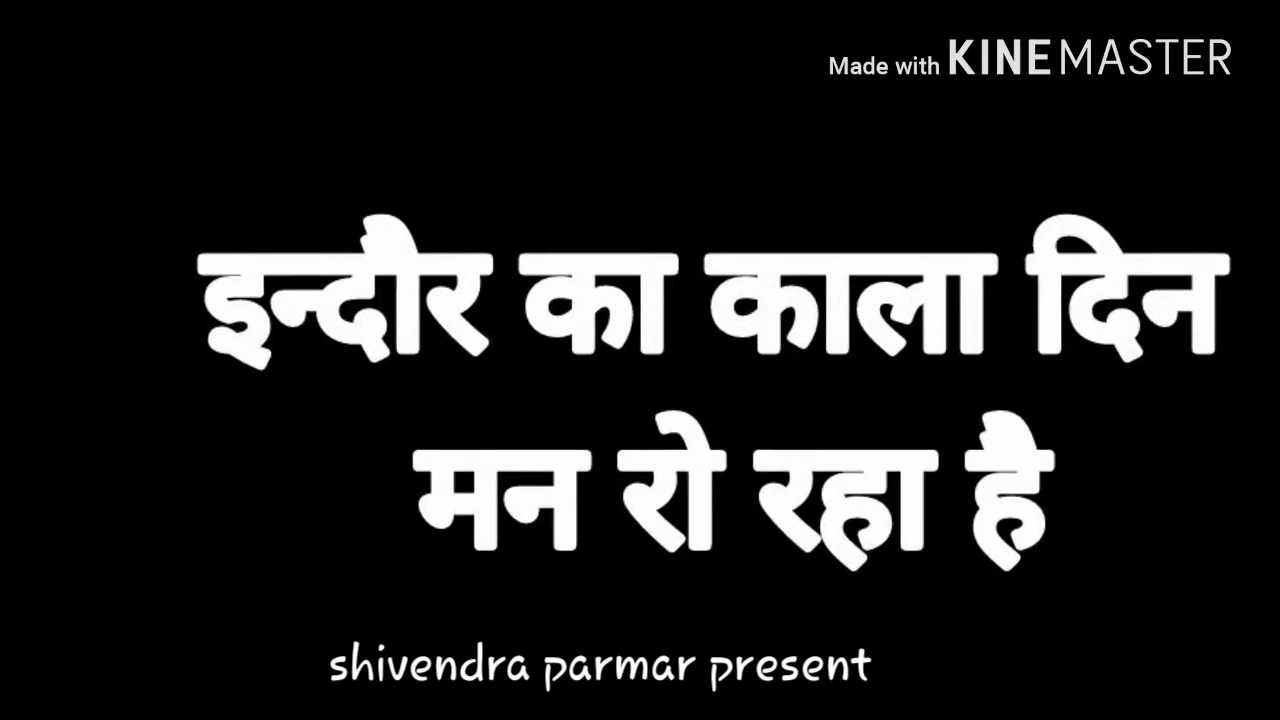 Made with KINEMASTER
इन्दौर का काला दिन
मन रो रहा है
shivendra parmar present